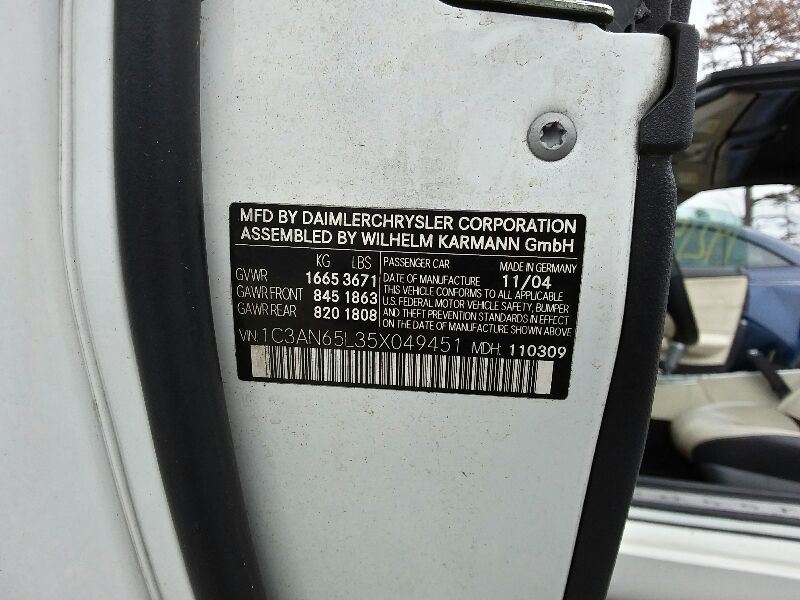 MFD BY DAIMLERCHRYSLER CORPORATION
ASSEMBLED BY WILHELM KARMANN GmbH
KG LBS
GVWR 1665 3671
GAWR FRONT 845 1863
GAWR REAR 820 1808
PASSENGER CAR MADE IN GERMANY
DATE OF MANUFACTURE 11/04
THIS VEHICLE CONFORMS TO ALL APPLICABLE
U.S. FEDERAL MOTOR VEHICLE SAFETY, BUMPER
AND THEFT PREVENTION STANDARDS IN EFFECT
ON THE DATE OF MANUFACTURE SHOWN ABOVE
VIN: 1C3AN65L35X049451 MDH: 110309